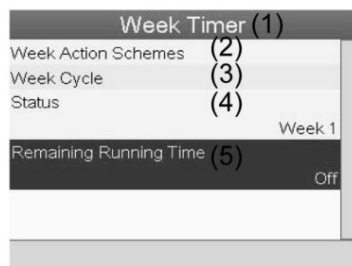 Week Timer (1)
Week Action Schemes (2)
Week Cycle (3)
Status (4)
Week 1
Remaining Running Time (5)
Off